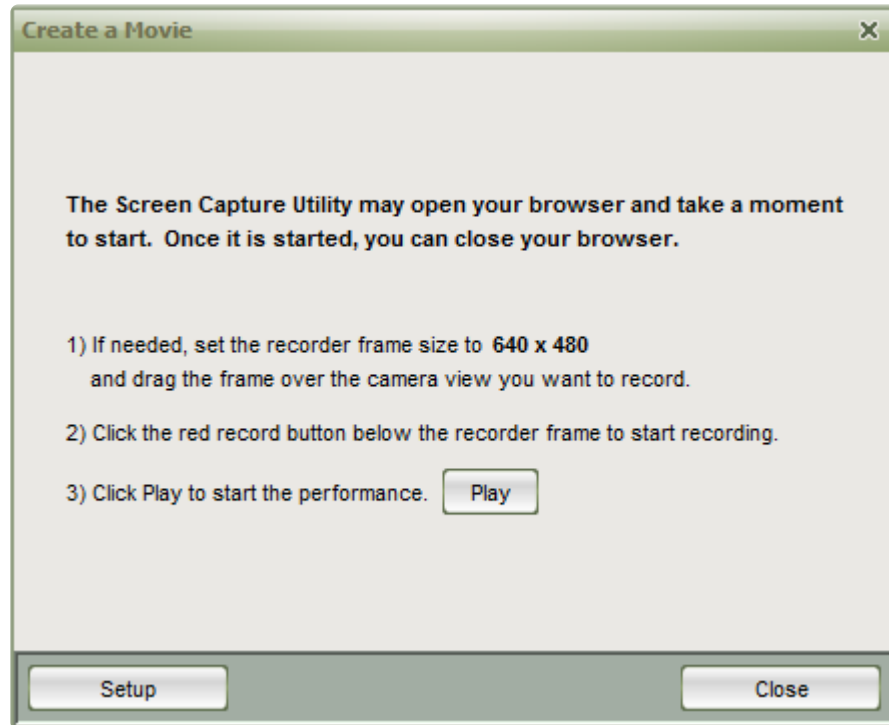 Create a Movie
The Screen Capture Utility may open your browser and take a moment
to start.  Once it is started, you can close your browser.
1) If needed, set the recorder frame size to 640 x 480
and drag the frame over the camera view you want to record.
2) Click the red record button below the recorder frame to start recording.
3) Click Play to start the performance. Play
Setup Close